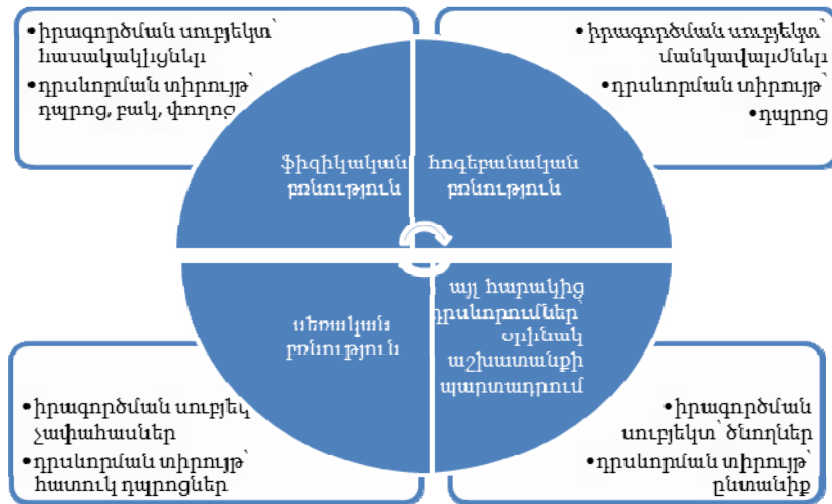 •իրագործման սուբյեկտ՝
հասակակիցներ
•դրսևորման տիրույթ՝
դպրոց, բակ, փողոց
•իրագործման սուբյեկտ՝
մանկավարժներ
•դրսևորման տիրույթ՝
•դպրոց
ֆիզիկական
բռնություն
հոգեբանական
բռնություն
սեռական
բռնություն
այլ հարակից
դրսևորումներ՝
օրինակ
աշխատանքի
պարտադրում
•իրագործման սուբյեկ
չափահասներ
•դրսևորման տիրույթ՝
հատուկ դպրոցներ
•իրագործման
սուբյեկտ՝ ծնողներ
•դրսևորման տիրույթ՝
ընտանիք